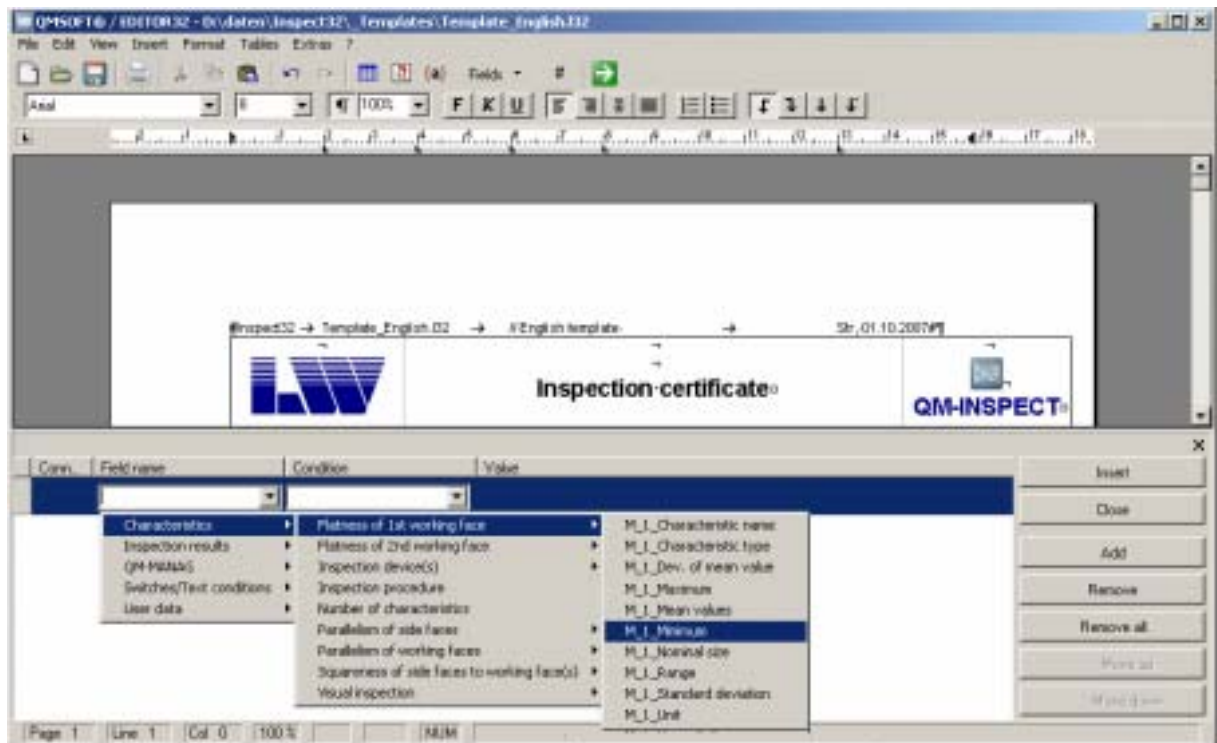 QMSOFT® / EDITOR32 - D:\daten\Inspect32\_Templates\Template_English.I32
File Edit View Insert Format Tables Extras ?
(a) Fields #
Arial 8 100% F K U
#Inspect32 → Template_English.I32 → //English template → Str, 01.10.2007#¶
LW
Inspection·certificate
QM-INSPECT
Conn. Field name Condition Value
Insert
Close
Add
Remove
Remove all
Characteristics
Inspection results
QM-MANAG
Switches/Text conditions
User data
Flatness of 1st working face
Flatness of 2nd working face
Inspection device(s)
Inspection procedure
Number of characteristics
Parallelism of side faces
Parallelism of working faces
Squareness of side faces to working face(s)
Visual inspection
M_1_Characteristic name
M_1_Characteristic type
M_1_Dev. of mean value
M_1_Maximum
M_1_Mean values
M_1_Minimum
M_1_Nominal size
M_1_Range
M_1_Standard deviation
M_1_Unit
Page 1 Line 1 Col 0 100 % NUM